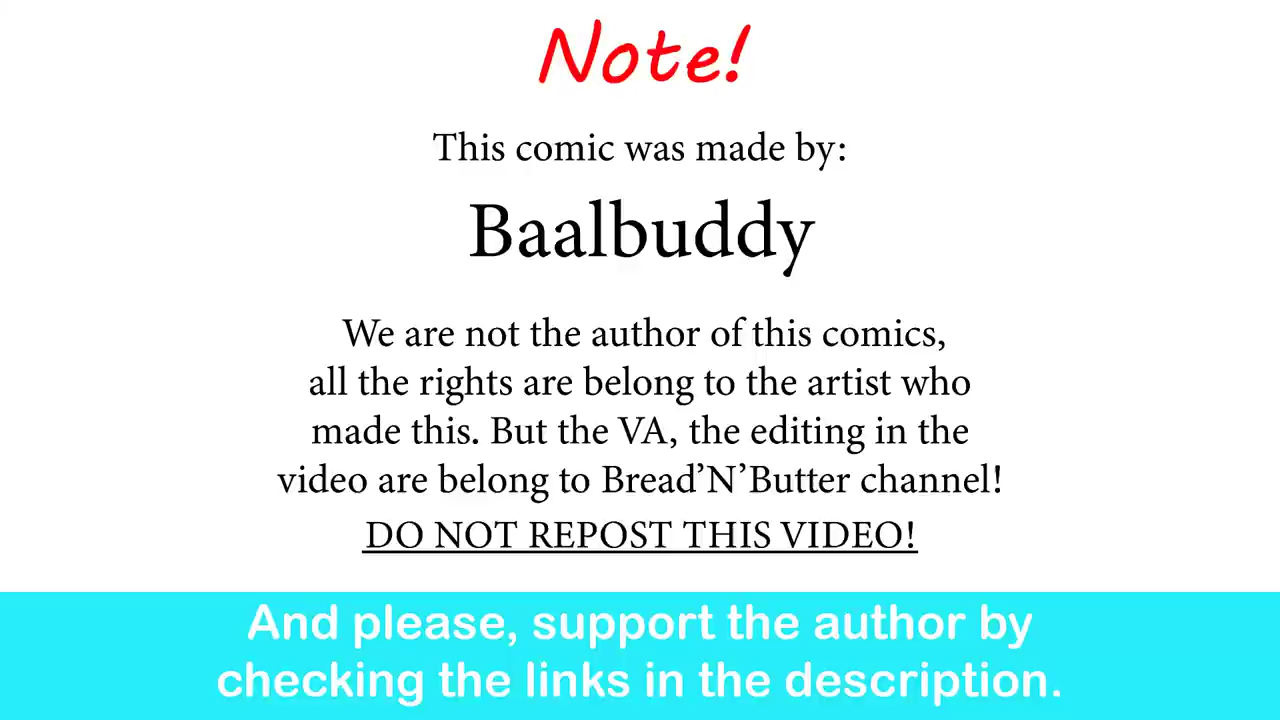 Note!
This comic was made by:
Baalbuddy
We are not the author of this comics,
all the rights are belong to the artist who
made this. But the VA, the editing in the
video are belong to Bread’N’Butter channel!
DO NOT REPOST THIS VIDEO!
And please, support the author by
checking the links in the description.